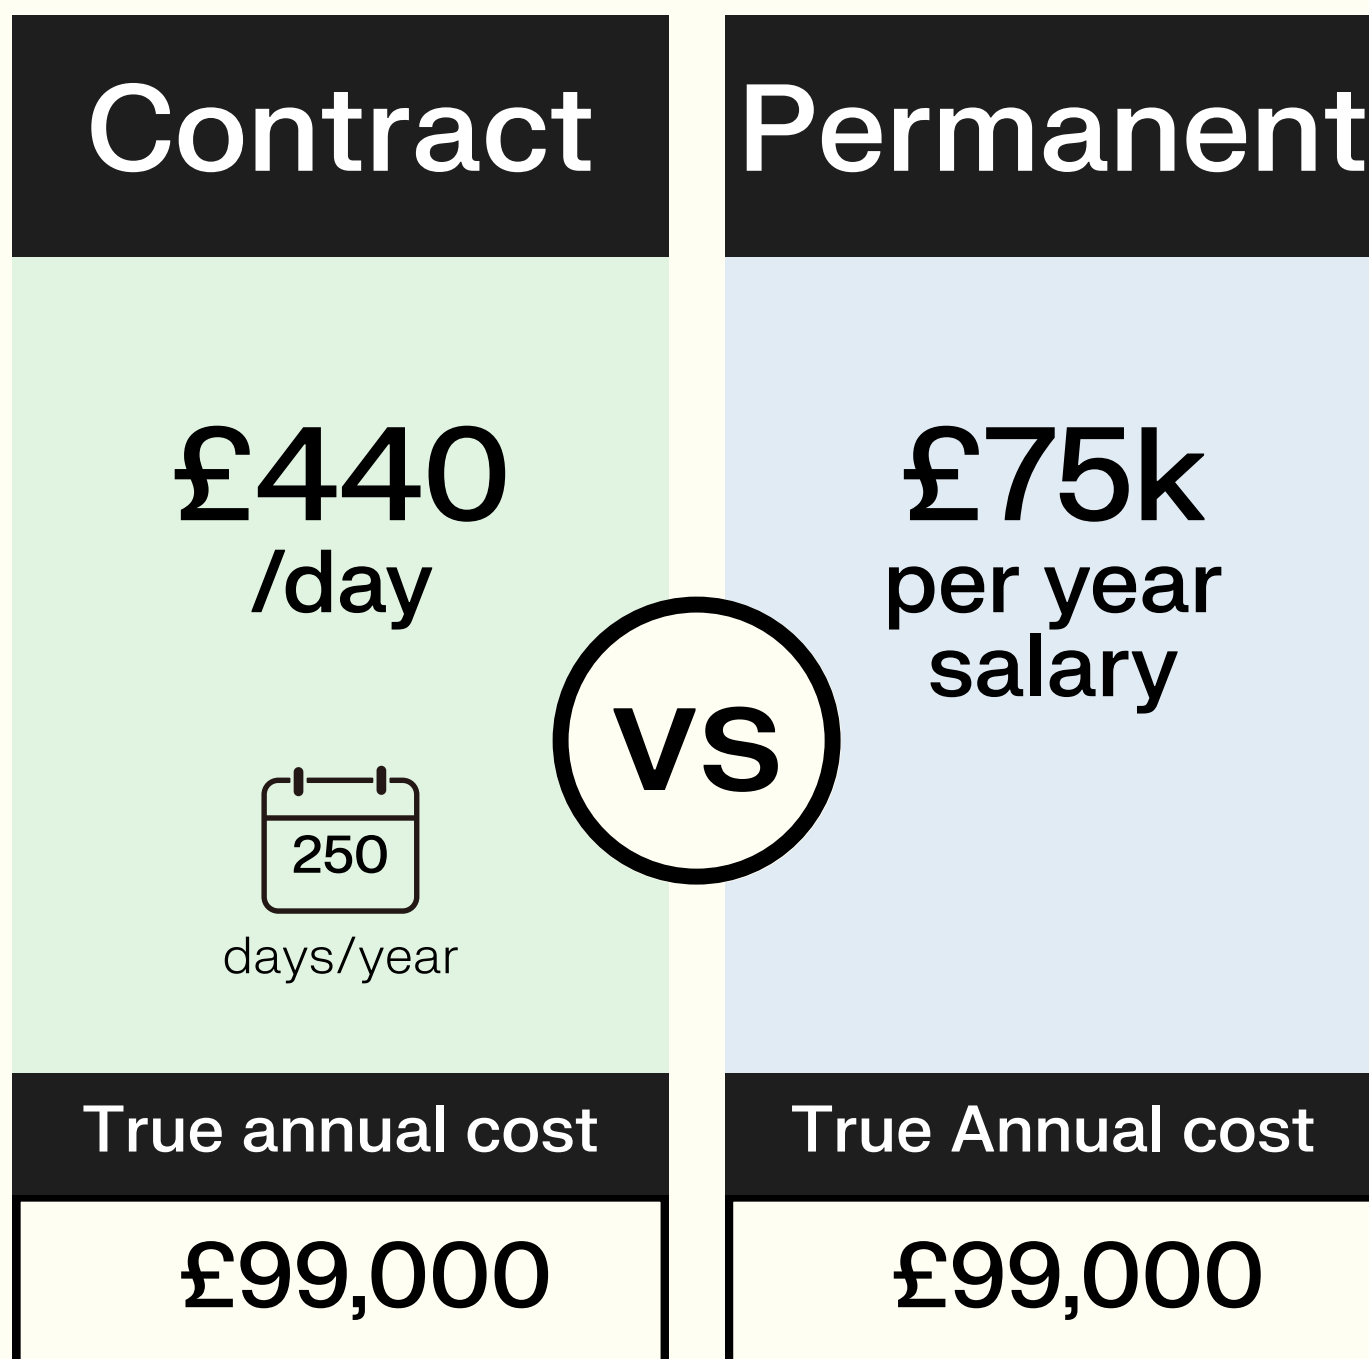 Contract
£440
/day
250
days/year
True annual cost
£99,000
vs
Permanent
£75k
per year
salary
True Annual cost
£99,000